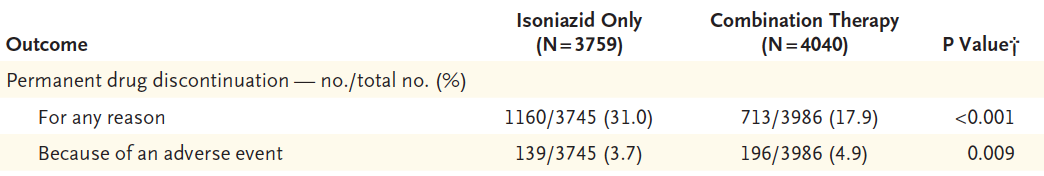 Isoniazid Only Combination Therapy
Outcome (N=3759) (N=4040) P Value†
Permanent drug discontinuation — no./total no. (%)
For any reason 1160/3745 (31.0) 713/3986 (17.9) <0.001
Because of an adverse event 139/3745 (3.7) 196/3986 (4.9) 0.009